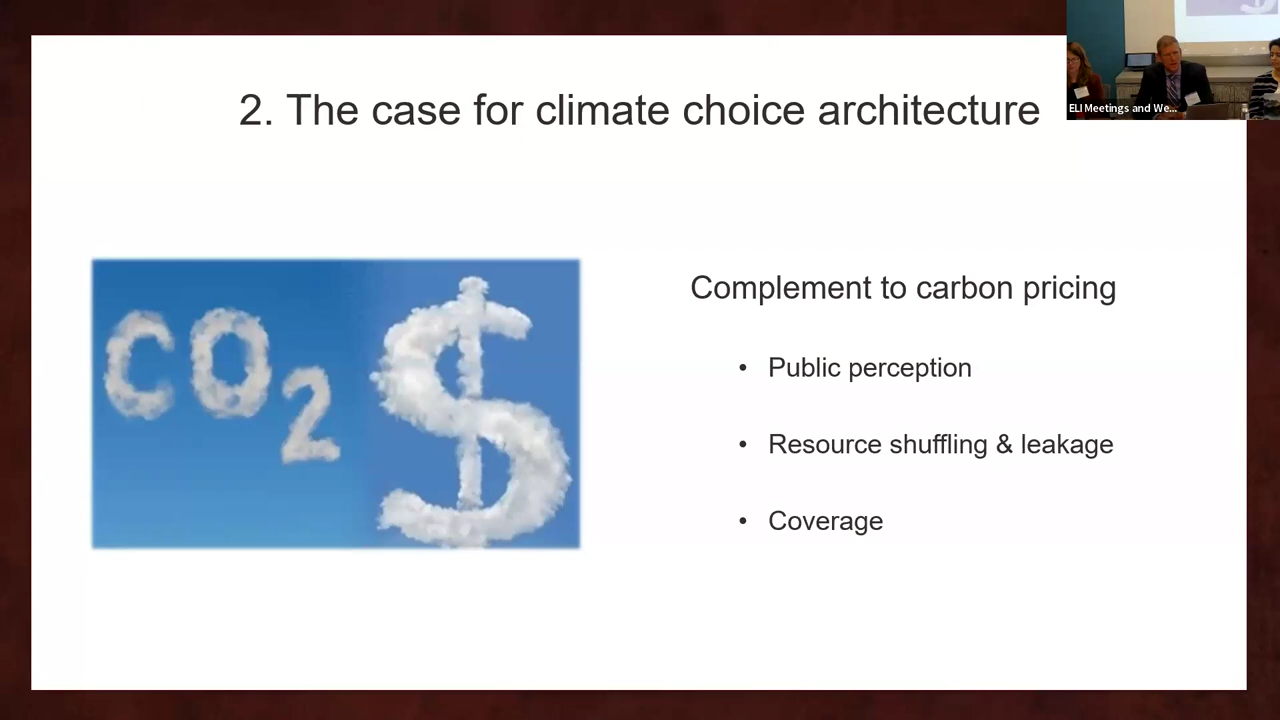 2. The case for climate choice architecture
ELI Meetings and We...
CO2 $
Complement to carbon pricing
• Public perception
• Resource shuffling & leakage
• Coverage